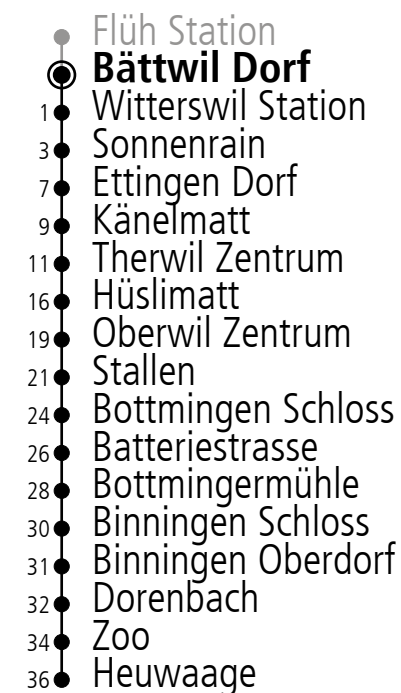 Flüh Station
Bättwil Dorf
1 Witterswil Station
3 Sonnenrain
7 Ettingen Dorf
9 Känelmatt
11 Therwil Zentrum
16 Hüslimatt
19 Oberwil Zentrum
21 Stallen
24 Bottmingen Schloss
26 Batteriestrasse
28 Bottmingermühle
30 Binningen Schloss
31 Binningen Oberdorf
32 Dorenbach
34 Zoo
36 Heuwaage